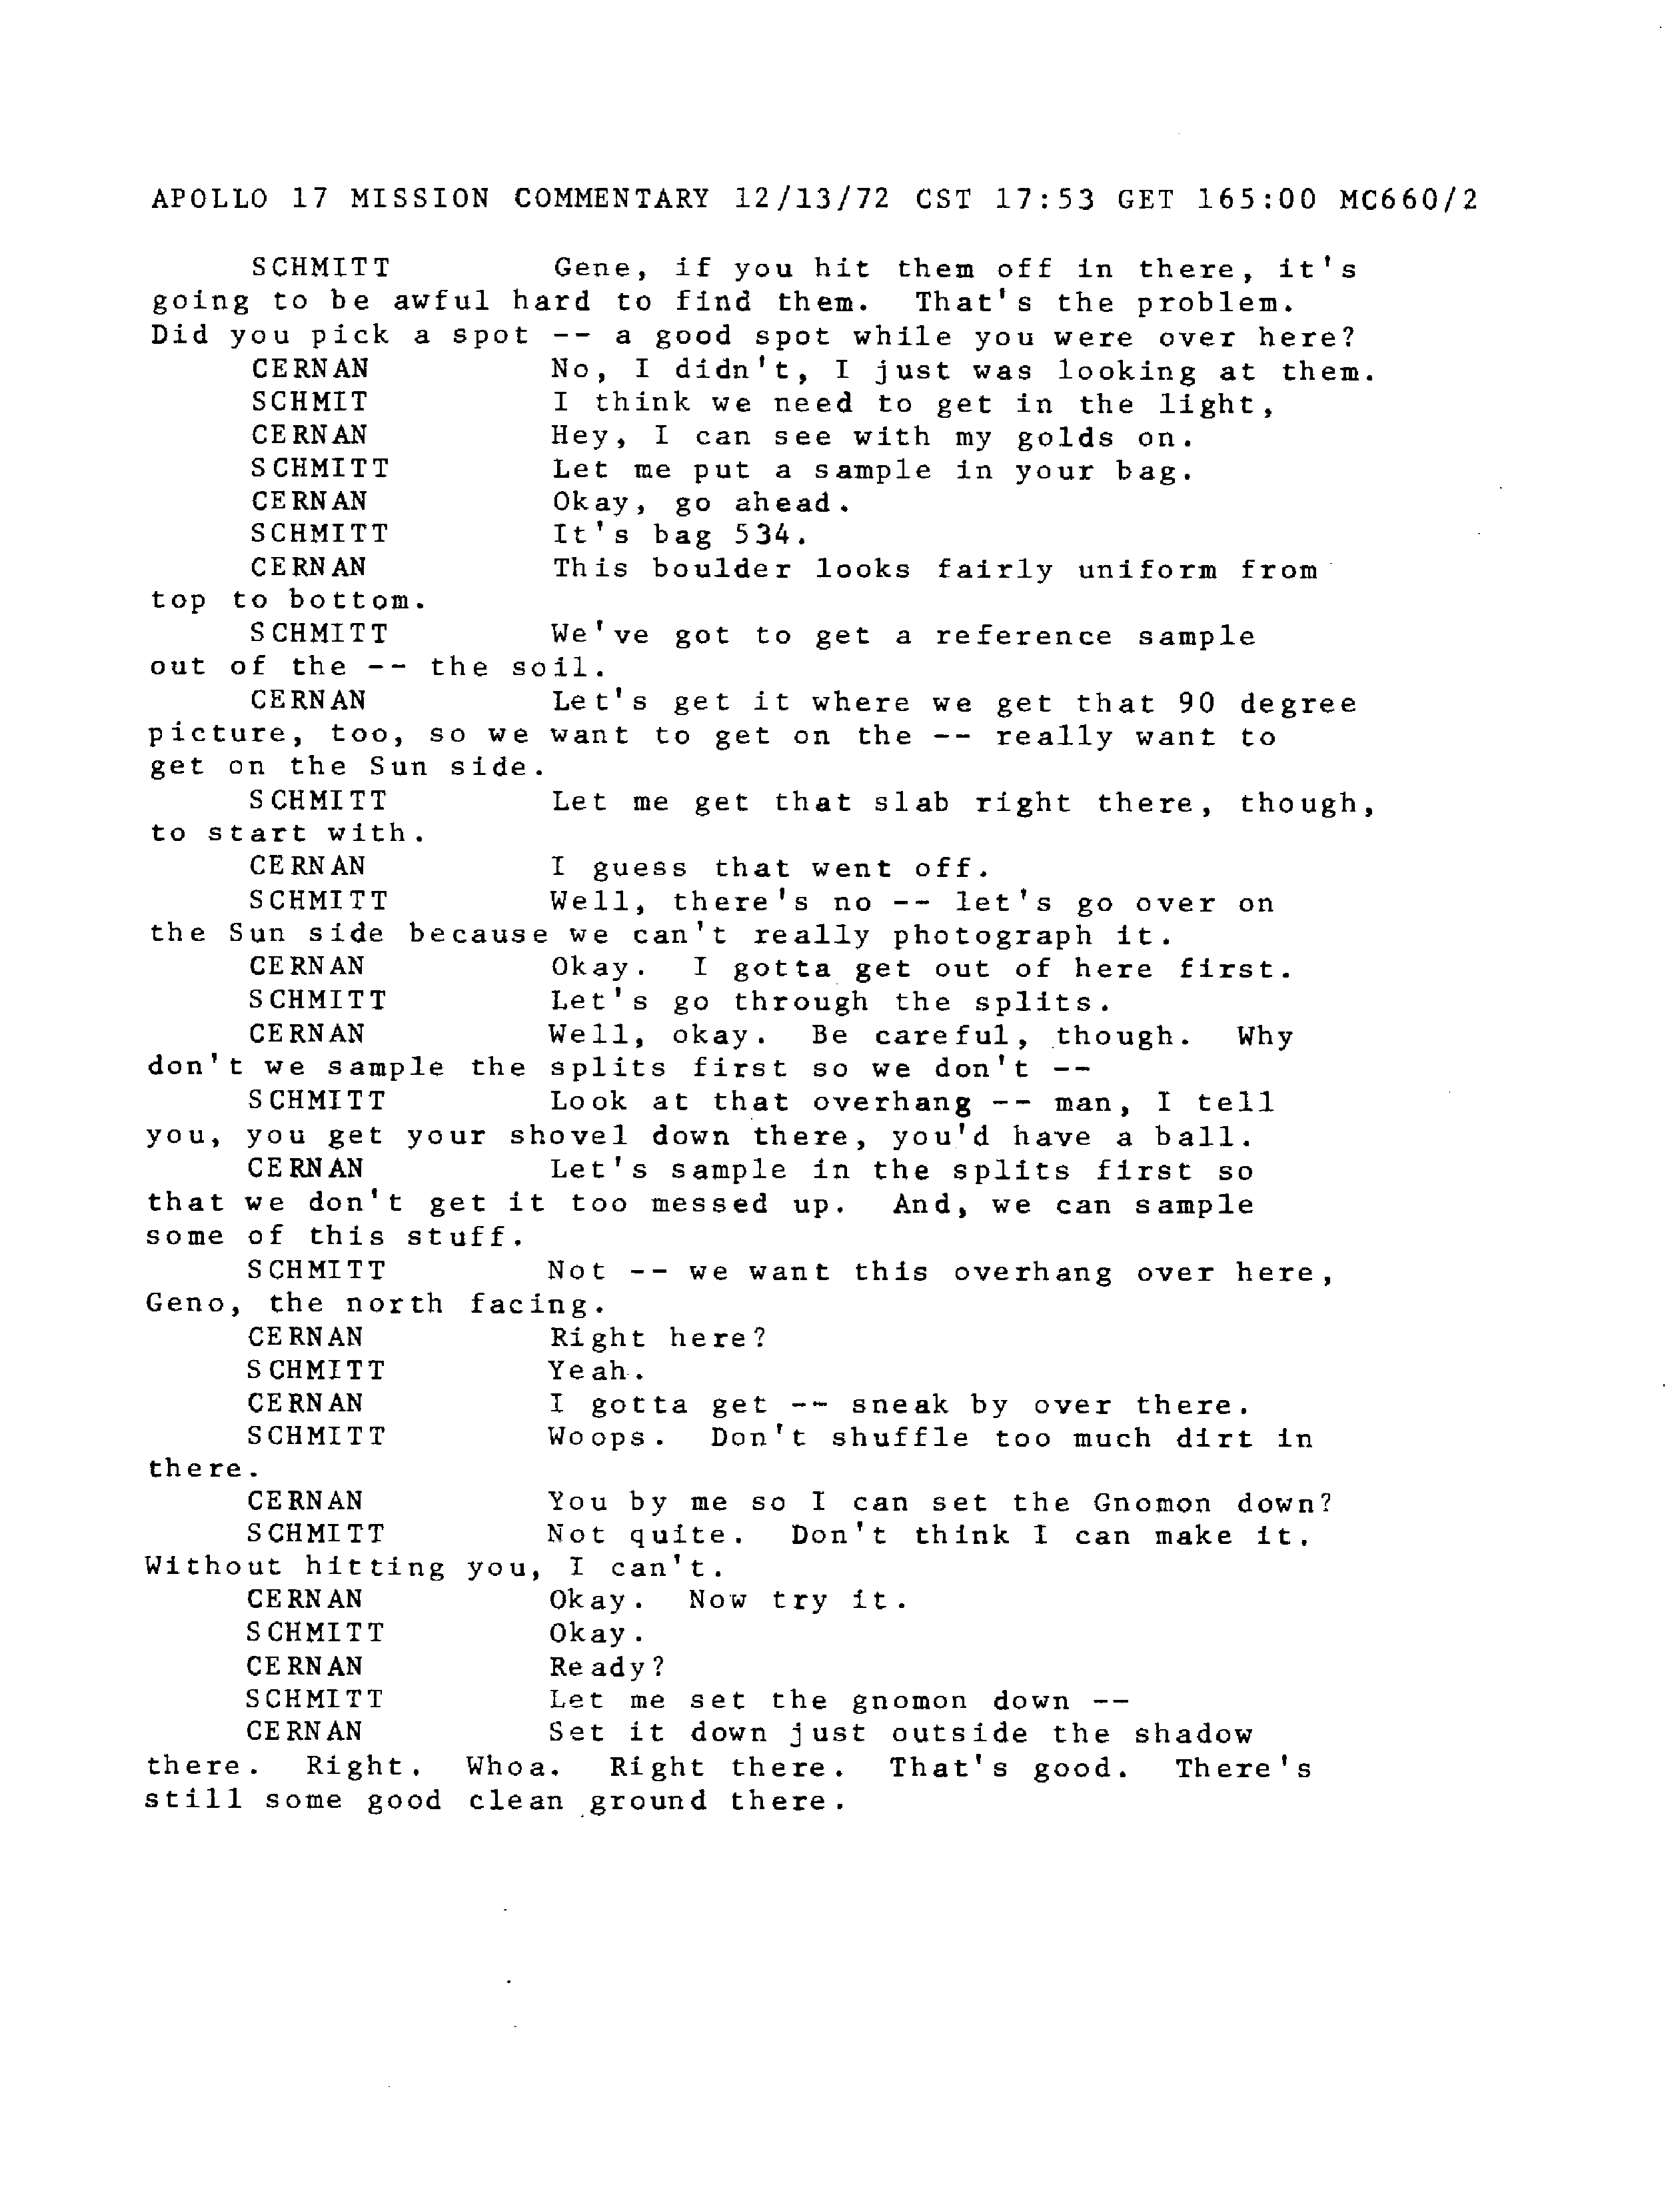 APOLLO 17 MISSION COMMENTARY 12/13/72 CST 17:53 GET 165:00 MC660/2
SCHMITT Gene, if you hit them off in there, it's
going to be awful hard to find them. That's the problem.
Did you pick a spot -- a good spot while you were over here?
CERNAN No, I didn't, I just was looking at them.
SCHMIT I think we need to get in the light,
CERNAN Hey, I can see with my golds on.
SCHMITT Let me put a sample in your bag.
CERNAN Okay, go ahead.
SCHMITT It's bag 534.
CERNAN This boulder looks fairly uniform from
top to bottom.
SCHMITT We've got to get a reference sample
out of the -- the soil.
CERNAN Let's get it where we get that 90 degree
picture, too, so we want to get on the -- really want to
get on the Sun side.
SCHMITT Let me get that slab right there, though,
to start with.
CERNAN I guess that went off.
SCHMITT Well, there's no -- let's go over on
the Sun side because we can't really photograph it.
CERNAN Okay. I gotta get out of here first.
SCHMITT Let's go through the splits.
CERNAN Well, okay. Be careful, though. Why
don't we sample the splits first so we don't --
SCHMITT Look at that overhang -- man, I tell
you, you get your shovel down there, you'd have a ball.
CERNAN Let's sample in the splits first so
that we don't get it too messed up. And, we can sample
some of this stuff.
SCHMITT Not -- we want this overhang over here,
Geno, the north facing.
CERNAN Right here?
SCHMITT Yeah.
CERNAN I gotta get -- sneak by over there.
SCHMITT Woops. Don't shuffle too much dirt in
there.
CERNAN You by me so I can set the Gnomon down?
SCHMITT Not quite. Don't think I can make it.
Without hitting you, I can't.
CERNAN Okay. Now try it.
SCHMITT Okay.
CERNAN Ready?
SCHMITT Let me set the gnomon down --
CERNAN Set it down just outside the shadow
there. Right. Whoa. Right there. That's good. There's
still some good clean ground there.